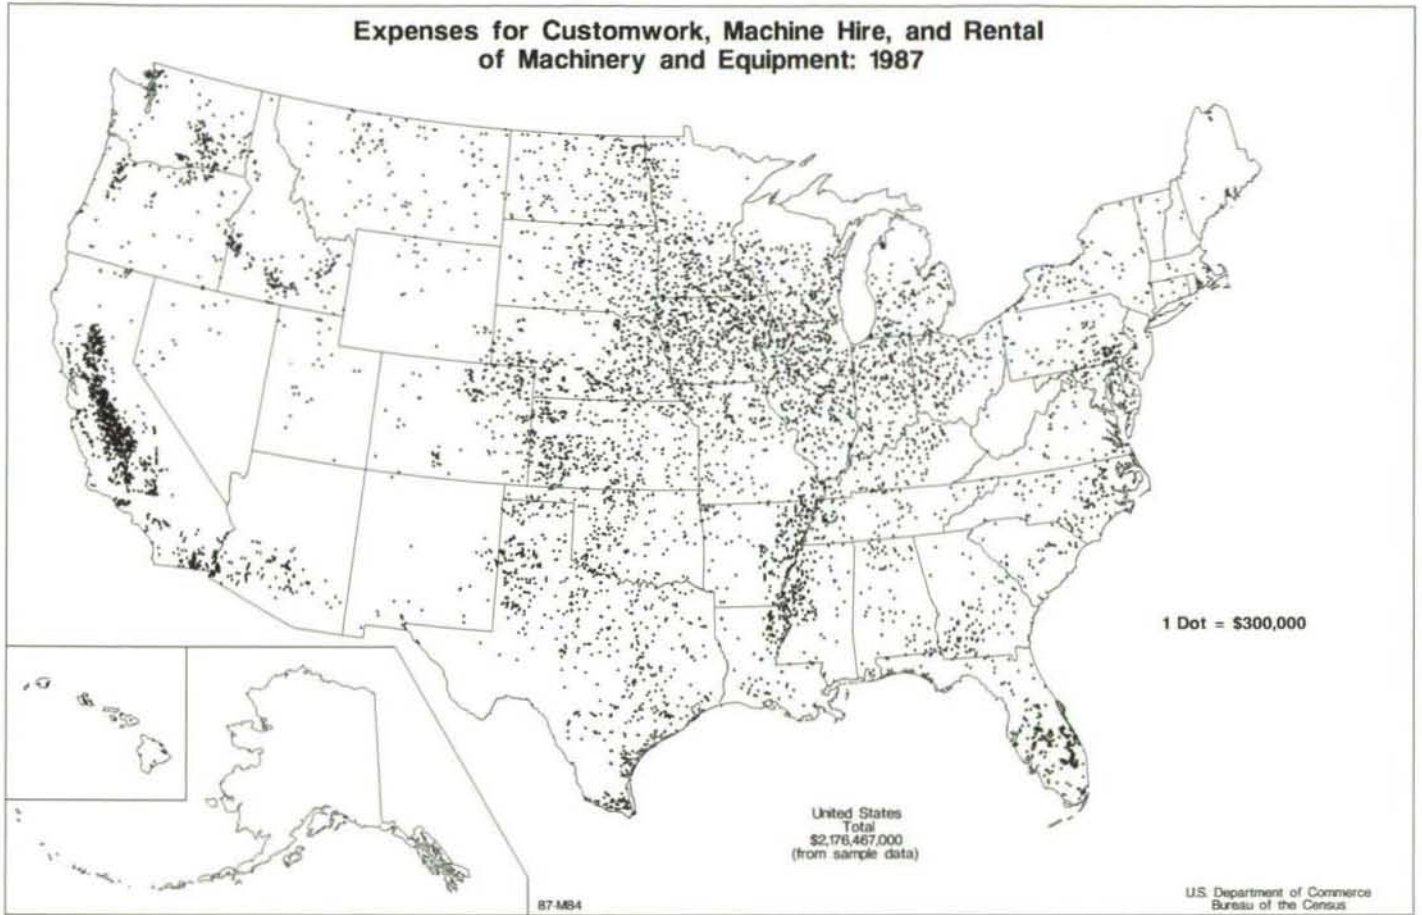 Expenses for Customwork, Machine Hire, and Rental
of Machinery and Equipment: 1987
1 Dot = $300,000
United States
Total
$2,176,467,000
(from sample data)
87-M84
U.S. Department of Commerce
Bureau of the Census